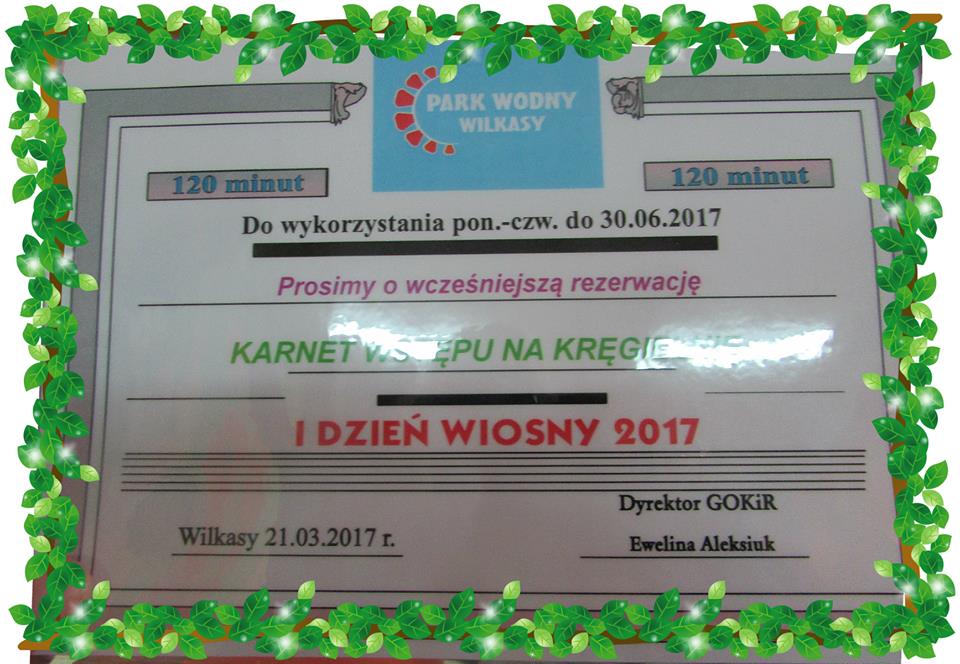 PARK WODNY
WILKASY
120 minut
120 minut
Do wykorzystania pon.-czw. do 30.06.2017
Prosimy o wcześniejszą rezerwację
KARNET WSTĘPU NA
I DZIEŃ WIOSNY 2017
Dyrektor GOKiR
Wilkasy 21.03.2017 r.
Ewelina Aleksiuk